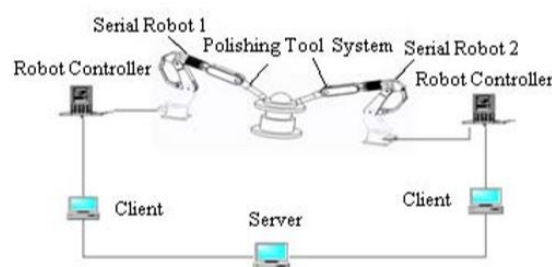 Serial Robot 1
Polishing Tool System
Serial Robot 2
Robot Controller
Robot Controller
Client
Server
Client